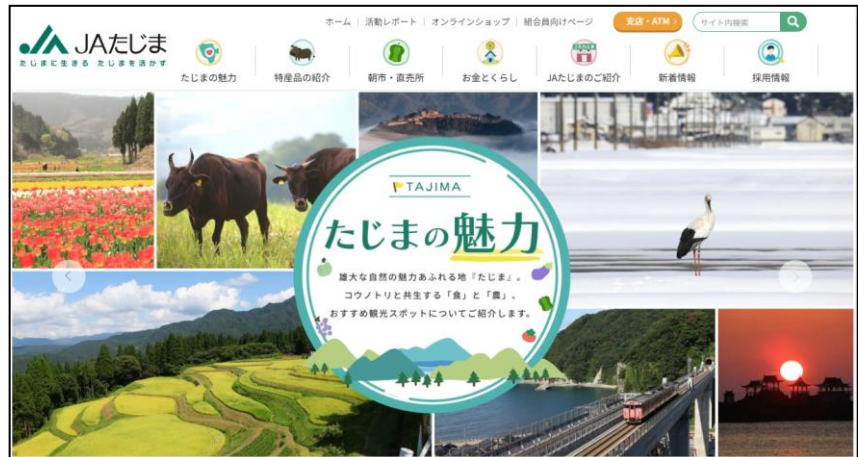 ホーム | 活動レポート | オンラインショップ | 組合員向けページ
支店・ATM >
サイト内検索
JAたじま
たじまに生きる たじまを活かす
たじまの魅力
特産品の紹介
朝市・直売所
お金とくらし
JAたじまのご紹介
新着情報
採用情報
TAJIMA
たじまの魅力
雄大な自然の魅力あふれる地『たじま』。
コウノトリと共生する「食」と「農」、
おすすめ観光スポットについてご紹介します。